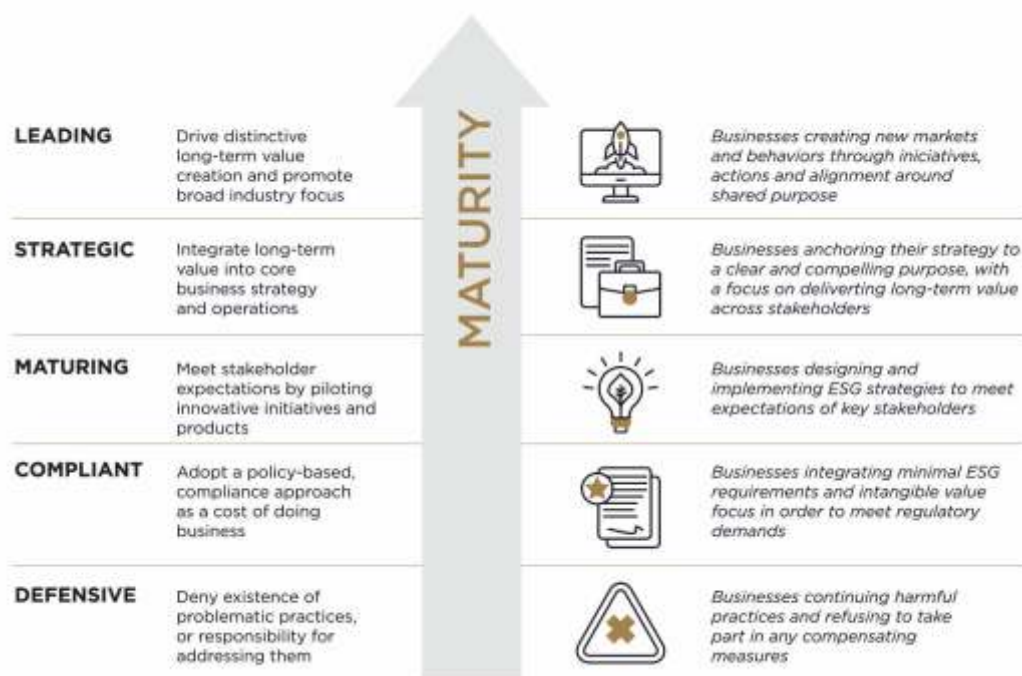 MATURITY
LEADING
Drive distinctive
long-term value
creation and promote
broad industry focus
Businesses creating new markets
and behaviors through iniciatives,
actions and alignment around
shared purpose
STRATEGIC
Integrate long-term
value into core
business strategy
and operations
Businesses anchoring their strategy to
a clear and compelling purpose, with
a focus on deliverting long-term value
across stakeholders
MATURING
Meet stakeholder
expectations by piloting
innovative initiatives and
products
Businesses designing and
implementing ESG strategies to meet
expectations of key stakeholders
COMPLIANT
Adopt a policy-based,
compliance approach
as a cost of doing
business
Businesses integrating minimal ESG
requirements and intangible value
focus in order to meet regulatory
demands
DEFENSIVE
Deny existence of
problematic practices,
or responsibility for
addressing them
Businesses continuing harmful
practices and refusing to take
part in any compensating
measures